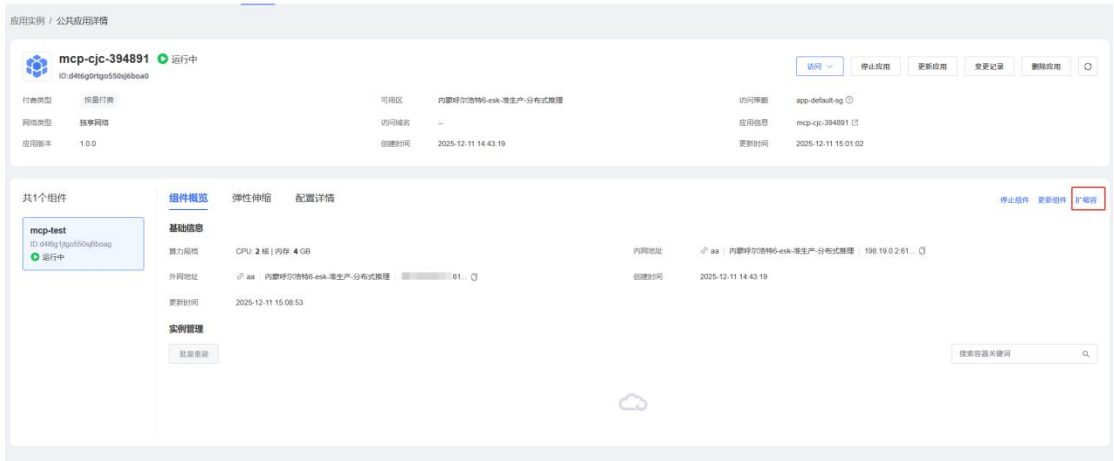 应用实例 / 公共应用详情
mcp-cjc-394891 运行中
ID:d4t6g0rtgo550sj6boa0
访问 停止应用 更新应用 变更记录 删除应用
付费类型 按量付费 可用区 内蒙呼尔浩特6-esk-准生产-分布式推理 访问策略 app-default-sg
网络类型 独享网络 访问域名 -- 应用信息 mcp-cjc-394891
应用版本 1.0.0 创建时间 2025-12-11 14:43:19 更新时间 2025-12-11 15:01:02
共1个组件 组件概览 弹性伸缩 配置详情 停止组件 更新组件 扩缩容
mcp-test
ID:d4t6g1jtgo550sj6boag
运行中
基础信息
算力规格 CPU: 2 核 | 内存: 4 GB 内网地址 aa 内蒙呼尔浩特6-esk-准生产-分布式推理 198.19.0.2:61...
外网地址 aa 内蒙呼尔浩特6-esk-准生产-分布式推理 61... 创建时间 2025-12-11 14:43:19
更新时间 2025-12-11 15:08:53
实例管理
批量重建 搜索容器关键词